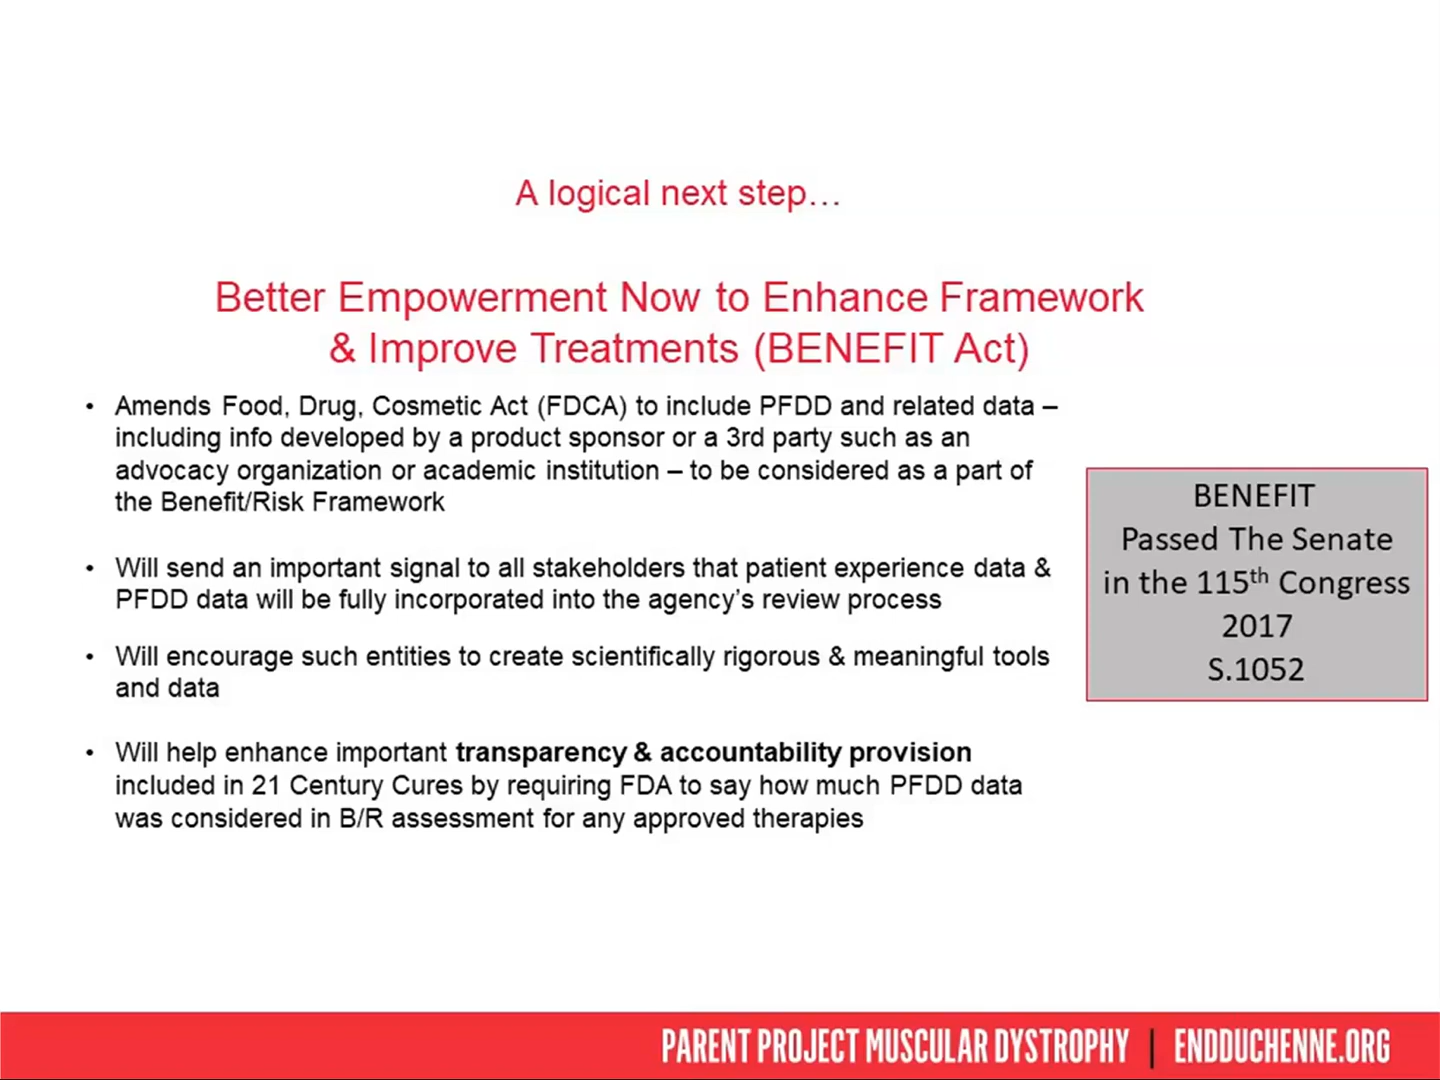 A logical next step…
Better Empowerment Now to Enhance Framework
& Improve Treatments (BENEFIT Act)
• Amends Food, Drug, Cosmetic Act (FDCA) to include PFDD and related data –
including info developed by a product sponsor or a 3rd party such as an
advocacy organization or academic institution – to be considered as a part of
the Benefit/Risk Framework
• Will send an important signal to all stakeholders that patient experience data &
PFDD data will be fully incorporated into the agency's review process
• Will encourage such entities to create scientifically rigorous & meaningful tools
and data
• Will help enhance important transparency & accountability provision
included in 21 Century Cures by requiring FDA to say how much PFDD data
was considered in B/R assessment for any approved therapies
BENEFIT
Passed The Senate
in the 115th Congress
2017
S.1052
PARENT PROJECT MUSCULAR DYSTROPHY | ENDDUCHENNE.ORG